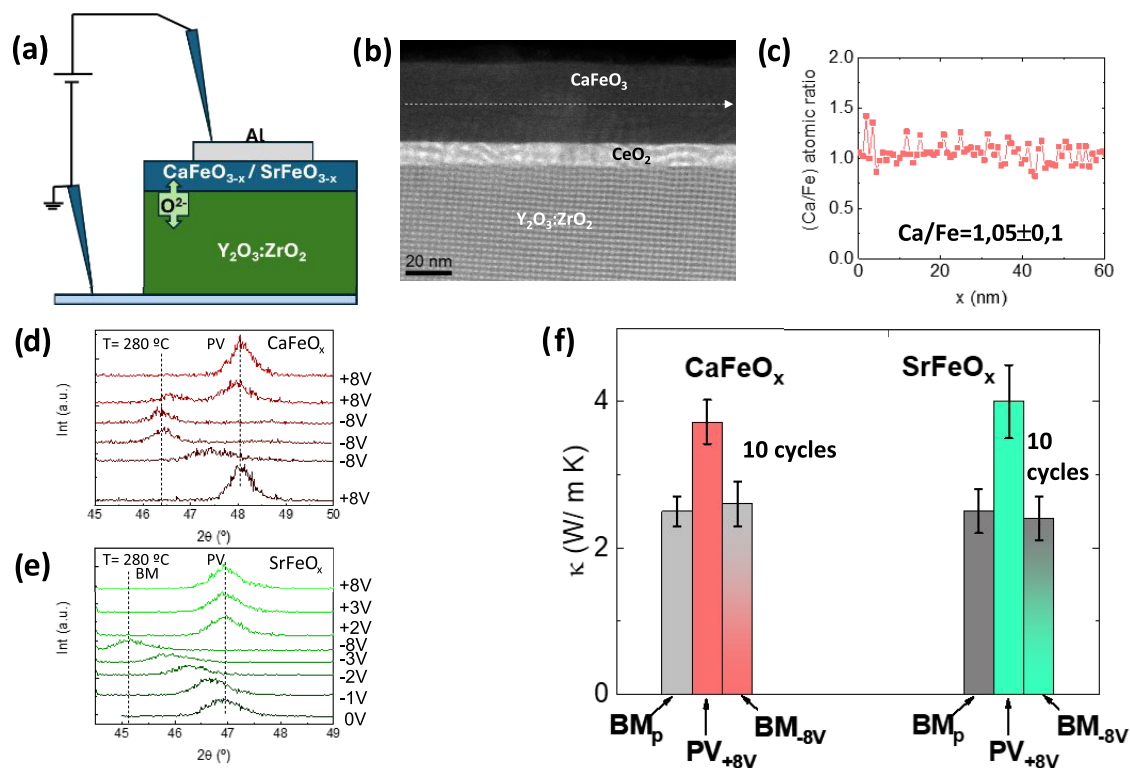 (a)
Al
CaFeO3-x / SrFeO3-x
O2-
Y2O3:ZrO2
(b)
CaFeO3
CeO2
Y2O3:ZrO2
20 nm
(c)
(Ca/Fe) atomic ratio
2.0
1.5
1.0
0.5
0.0
Ca/Fe=1,05±0,1
0 20 40 60
x (nm)
(d)
T= 280 ºC PV CaFeOx
Int (a.u.)
+8V
+8V
-8V
-8V
-8V
+8V
45 46 47 48 49 50
2θ (º)
(e)
T= 280 ºC PV SrFeOx
BM
Int (a.u.)
+8V
+3V
+2V
-8V
-3V
-2V
-1V
0V
45 46 47 48 49
2θ (º)
(f)
CaFeOx SrFeOx
κ (W/ m K)
4
2
0
10 cycles
10
cycles
BMp PV+8V BM-8V
BMp PV+8V BM-8V